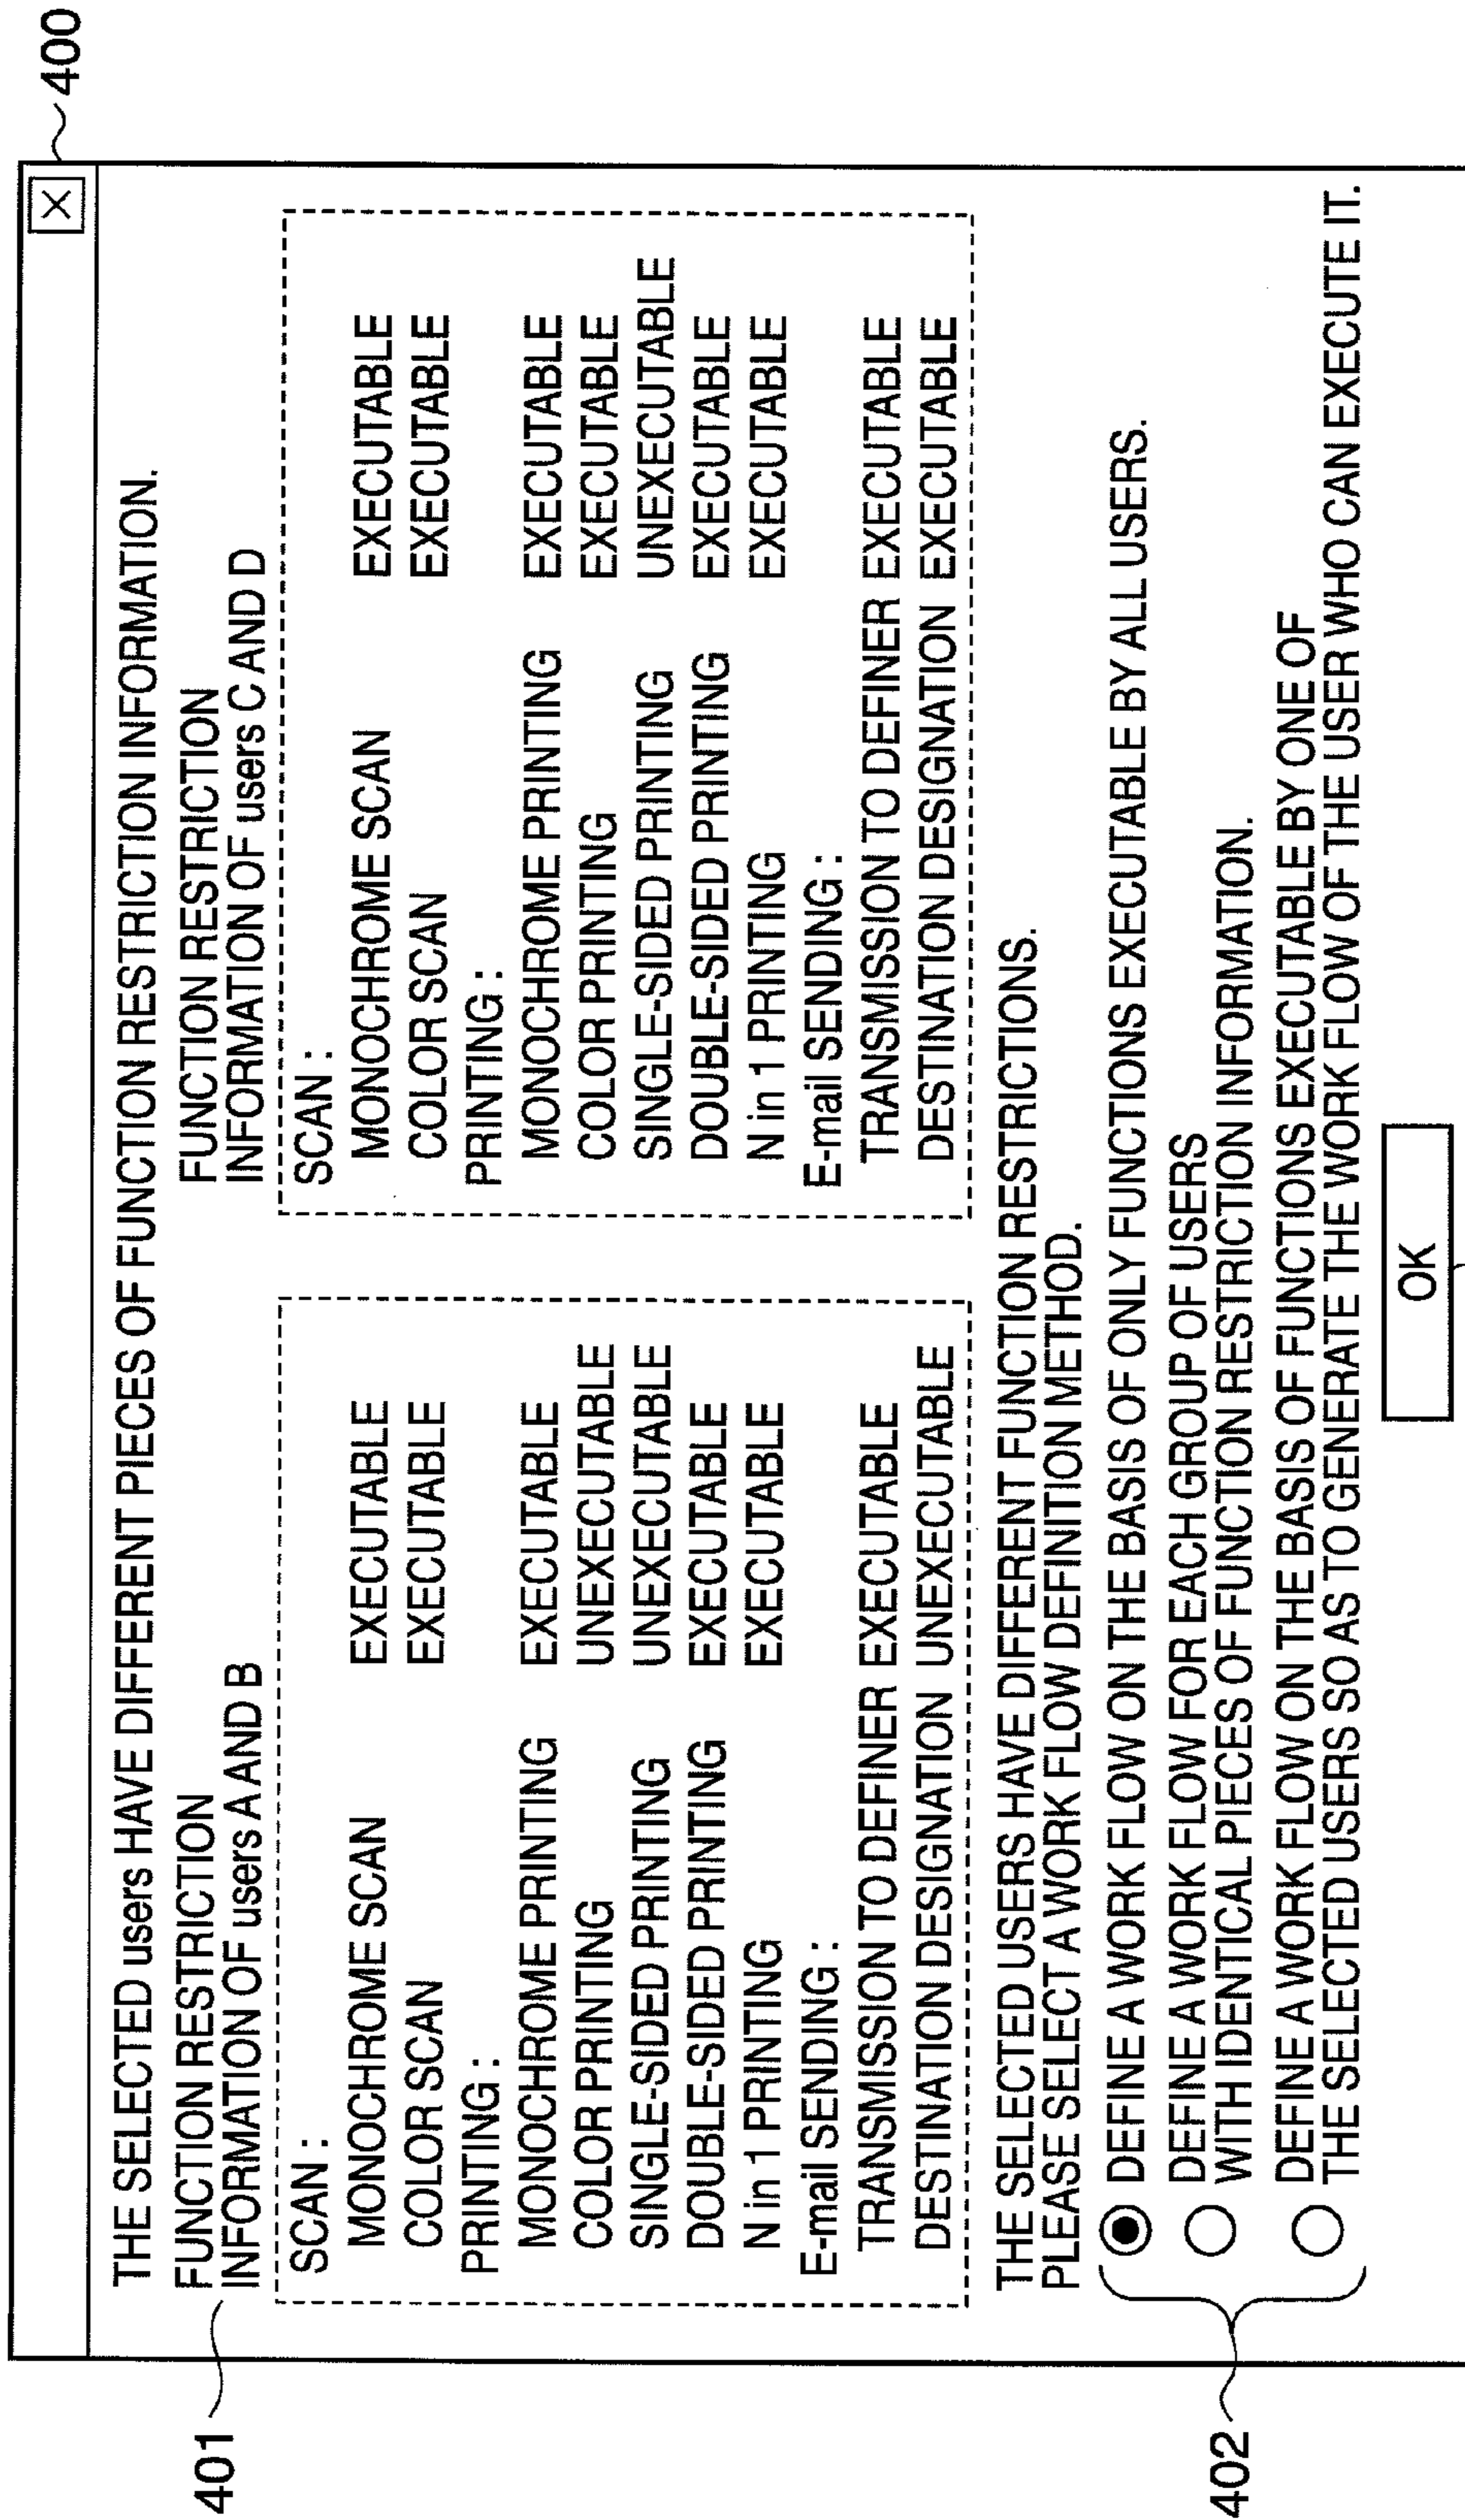 400
×
THE SELECTED users HAVE DIFFERENT PIECES OF FUNCTION RESTRICTION INFORMATION.
401
FUNCTION RESTRICTION
INFORMATION OF users A AND B
SCAN :
MONOCHROME SCAN EXECUTABLE
COLOR SCAN EXECUTABLE
PRINTING :
MONOCHROME PRINTING EXECUTABLE
COLOR PRINTING UNEXECUTABLE
SINGLE-SIDED PRINTING UNEXECUTABLE
DOUBLE-SIDED PRINTING EXECUTABLE
N in 1 PRINTING EXECUTABLE
E-mail SENDING :
TRANSMISSION TO DEFINER EXECUTABLE
DESTINATION DESIGNATION UNEXECUTABLE
FUNCTION RESTRICTION
INFORMATION OF users C AND D
SCAN :
MONOCHROME SCAN EXECUTABLE
COLOR SCAN EXECUTABLE
PRINTING :
MONOCHROME PRINTING EXECUTABLE
COLOR PRINTING EXECUTABLE
SINGLE-SIDED PRINTING UNEXECUTABLE
DOUBLE-SIDED PRINTING EXECUTABLE
N in 1 PRINTING EXECUTABLE
E-mail SENDING :
TRANSMISSION TO DEFINER EXECUTABLE
DESTINATION DESIGNATION EXECUTABLE
THE SELECTED USERS HAVE DIFFERENT FUNCTION RESTRICTIONS.
PLEASE SELECT A WORK FLOW DEFINITION METHOD.
402
DEFINE A WORK FLOW ON THE BASIS OF ONLY FUNCTIONS EXECUTABLE BY ALL USERS.
DEFINE A WORK FLOW FOR EACH GROUP OF USERS
WITH IDENTICAL PIECES OF FUNCTION RESTRICTION INFORMATION.
DEFINE A WORK FLOW ON THE BASIS OF FUNCTIONS EXECUTABLE BY ONE OF
THE SELECTED USERS SO AS TO GENERATE THE WORK FLOW OF THE USER WHO CAN EXECUTE IT.
OK